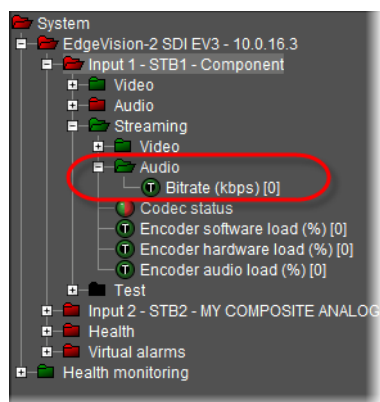 System
EdgeVision-2 SDI EV3 - 10.0.16.3
Input 1 - STB1 - Component
Video
Audio
Streaming
Video
Audio
T Bitrate (kbps) [0]
Codec status
T Encoder software load (%) [0]
T Encoder hardware load (%) [0]
T Encoder audio load (%) [0]
Test
Input 2 - STB2 - MY COMPOSITE ANALOG
Health
Virtual alarms
Health monitoring